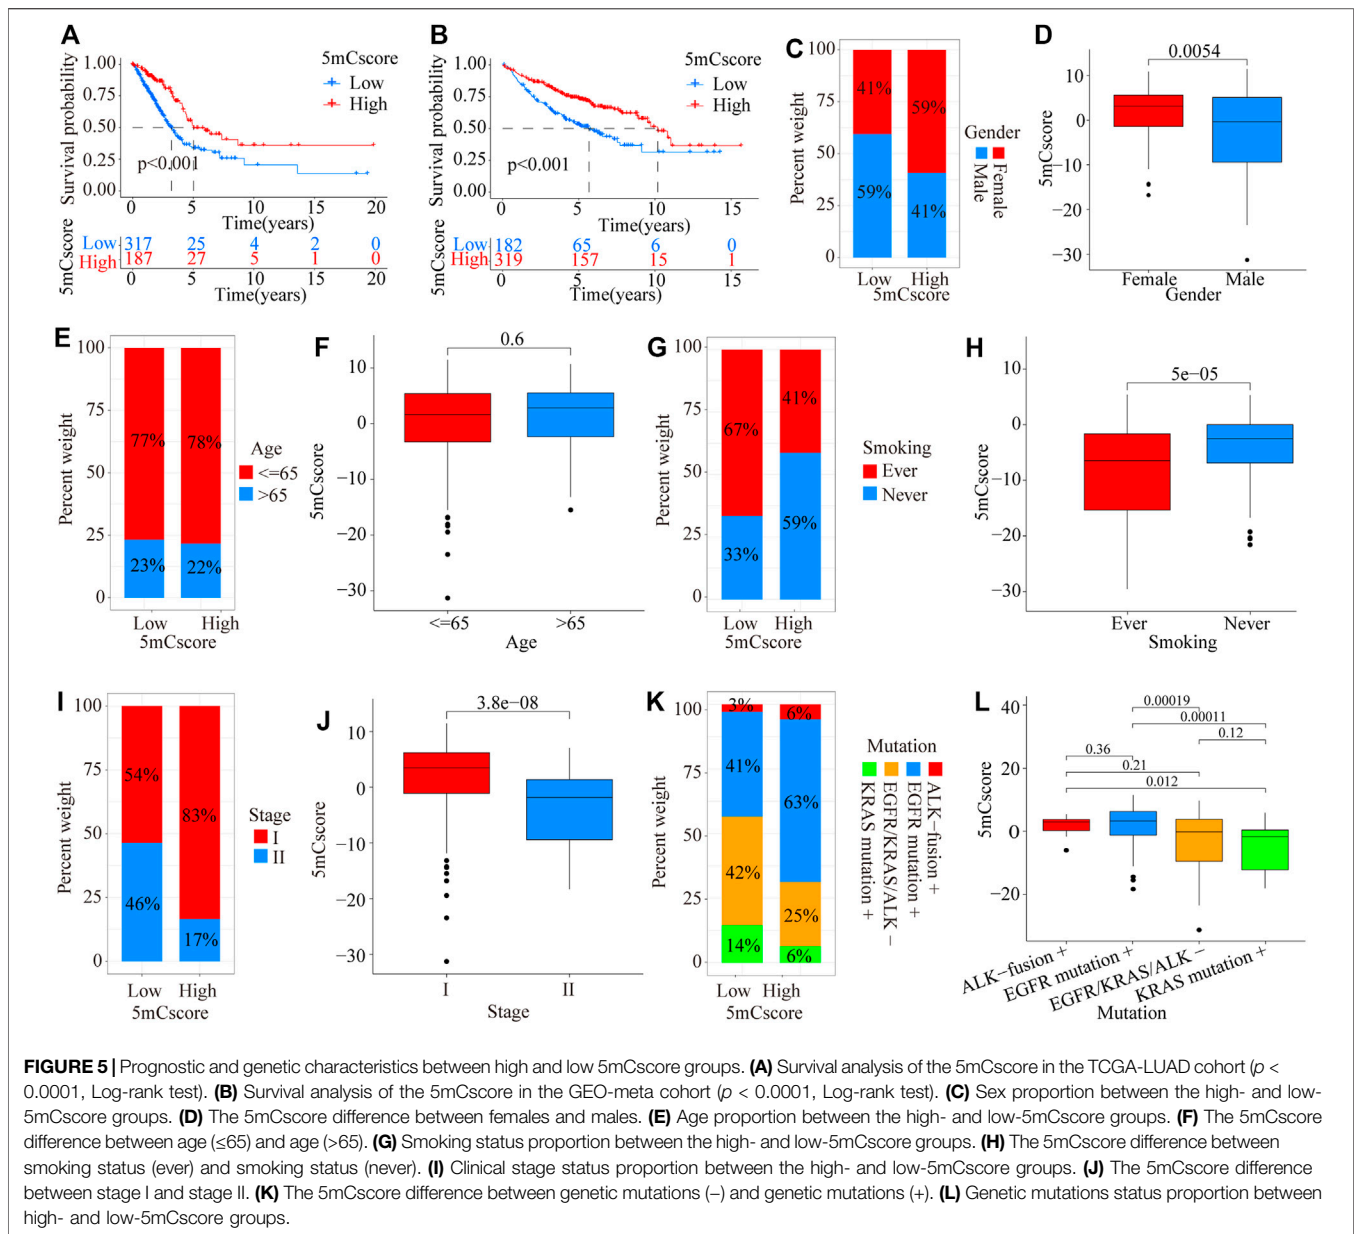 A
5mCscore
Low
High
Survival probability
1.00
0.75
0.50
0.25
0.00
p<0.001
0 5 10 15 20
Time(years)
5mCscore
Low 317 25 4 2 0
High 187 27 5 1 0
0 5 10 15 20
Time(years)
B
5mCscore
Low
High
Survival probability
1.00
0.75
0.50
0.25
0.00
p<0.001
0 5 10 15
Time(years)
5mCscore
Low 182 65 6 0
High 319 157 15 1
0 5 10 15
Time(years)
C
Percent weight
100
75
50
25
0
41% 59%
59% 41%
Low High
5mCscore
Gender
Female
Male
D
0.0054
5mCscore
10
0
−10
−20
−30
Female Male
Gender
E
Percent weight
100
75
50
25
0
77% 78%
23% 22%
Low High
5mCscore
Age
<=65
>65
F
0.6
5mCscore
10
0
−10
−20
−30
<=65 >65
Age
G
Percent weight
100
75
50
25
0
67% 41%
33% 59%
Low High
5mCscore
Smoking
Ever
Never
H
5e−05
5mCscore
10
0
−10
−20
−30
Ever Never
Smoking
I
Percent weight
100
75
50
25
0
54% 83%
46% 17%
Low High
5mCscore
Stage
I
II
J
3.8e−08
5mCscore
10
0
−10
−20
−30
I II
Stage
K
Percent weight
100
75
50
25
0
3% 6%
41% 63%
42% 25%
14% 6%
Low High
5mCscore
Mutation
ALK−fusion +
EGFR mutation +
EGFR/KRAS/ALK −
KRAS mutation +
L
0.00019
0.00011
0.12
0.36
0.21
0.012
5mCscore
40
20
0
−20
ALK−fusion +
EGFR mutation +
EGFR/KRAS/ALK −
KRAS mutation +
Mutation
FIGURE 5 | Prognostic and genetic characteristics between high and low 5mCscore groups. (A) Survival analysis of the 5mCscore in the TCGA-LUAD cohort (p <
0.0001, Log-rank test). (B) Survival analysis of the 5mCscore in the GEO-meta cohort (p < 0.0001, Log-rank test). (C) Sex proportion between the high- and low-
5mCscore groups. (D) The 5mCscore difference between females and males. (E) Age proportion between the high- and low-5mCscore groups. (F) The 5mCscore
difference between age (≤65) and age (>65). (G) Smoking status proportion between the high- and low-5mCscore groups. (H) The 5mCscore difference between
smoking status (ever) and smoking status (never). (I) Clinical stage status proportion between the high- and low-5mCscore groups. (J) The 5mCscore difference
between stage I and stage II. (K) The 5mCscore difference between genetic mutations (−) and genetic mutations (+). (L) Genetic mutations status proportion between
high- and low-5mCscore groups.